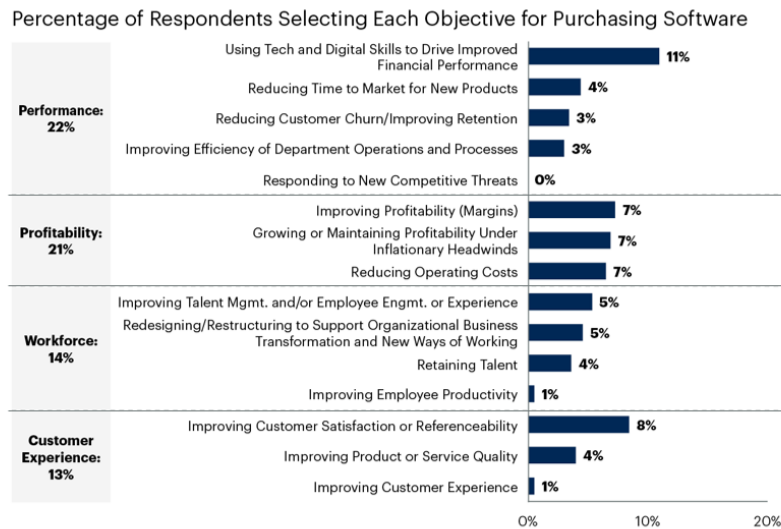 Percentage of Respondents Selecting Each Objective for Purchasing Software
Performance:
22%
Using Tech and Digital Skills to Drive Improved
Financial Performance
11%
Reducing Time to Market for New Products
4%
Reducing Customer Churn/Improving Retention
3%
Improving Efficiency of Department Operations and Processes
3%
Responding to New Competitive Threats
0%
Profitability:
21%
Improving Profitability (Margins)
7%
Growing or Maintaining Profitability Under
Inflationary Headwinds
7%
Reducing Operating Costs
7%
Workforce:
14%
Improving Talent Mgmt. and/or Employee Engmt. or Experience
5%
Redesigning/Restructuring to Support Organizational Business
Transformation and New Ways of Working
5%
Retaining Talent
4%
Improving Employee Productivity
1%
Customer
Experience:
13%
Improving Customer Satisfaction or Referenceability
8%
Improving Product or Service Quality
4%
Improving Customer Experience
1%
0%
10%
20%